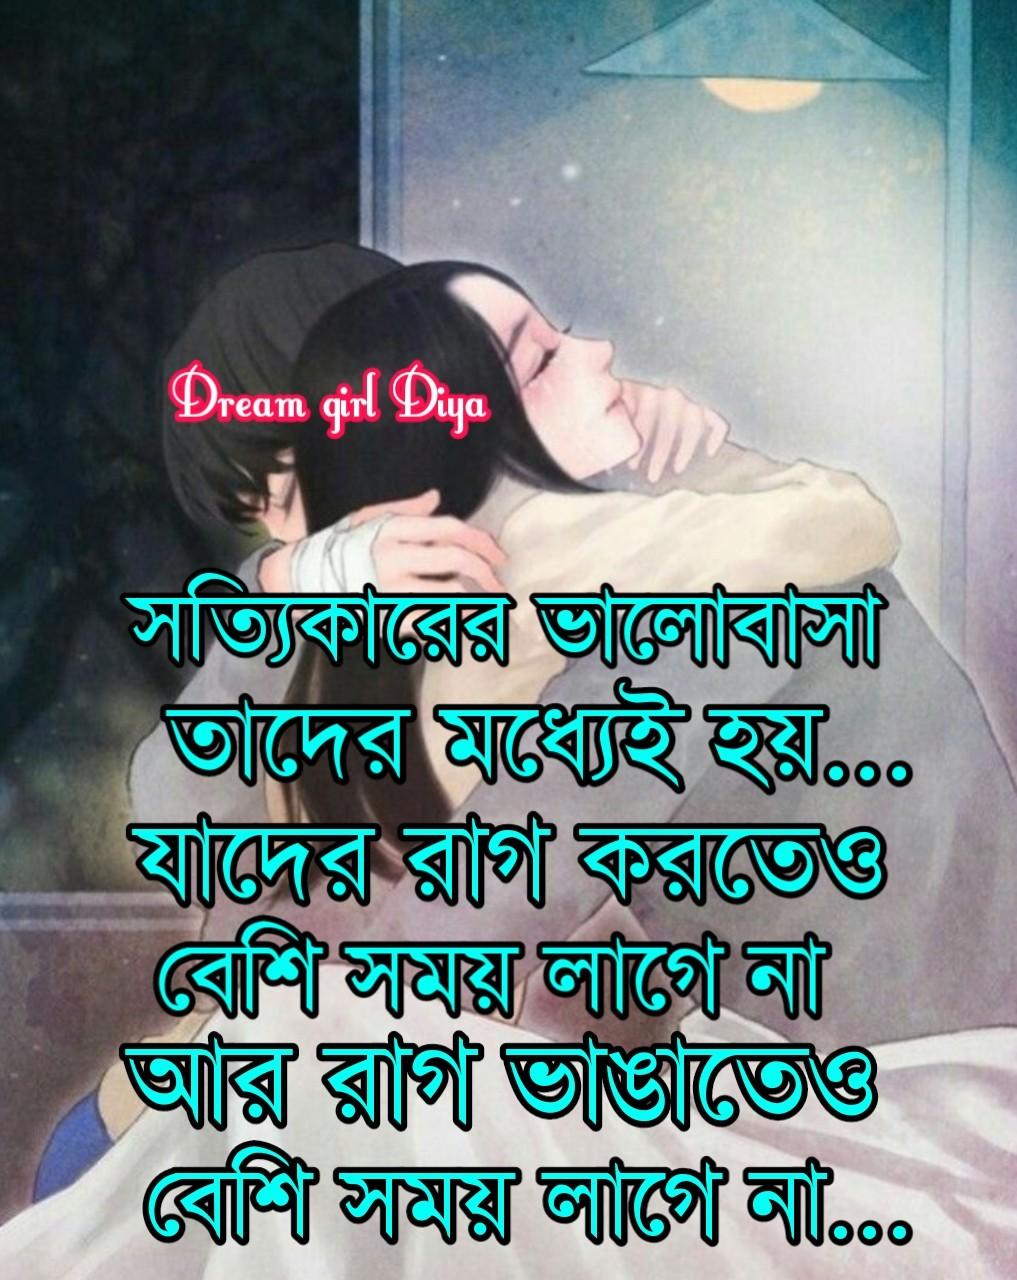 Dream girl Diya
সত্যিকারের ভালোবাসা
তাদের মধ্যেই হয়...
যাদের রাগ করতেও
বেশি সময় লাগে না
আর রাগ ভাঙাতেও
বেশি সময় লাগে না...